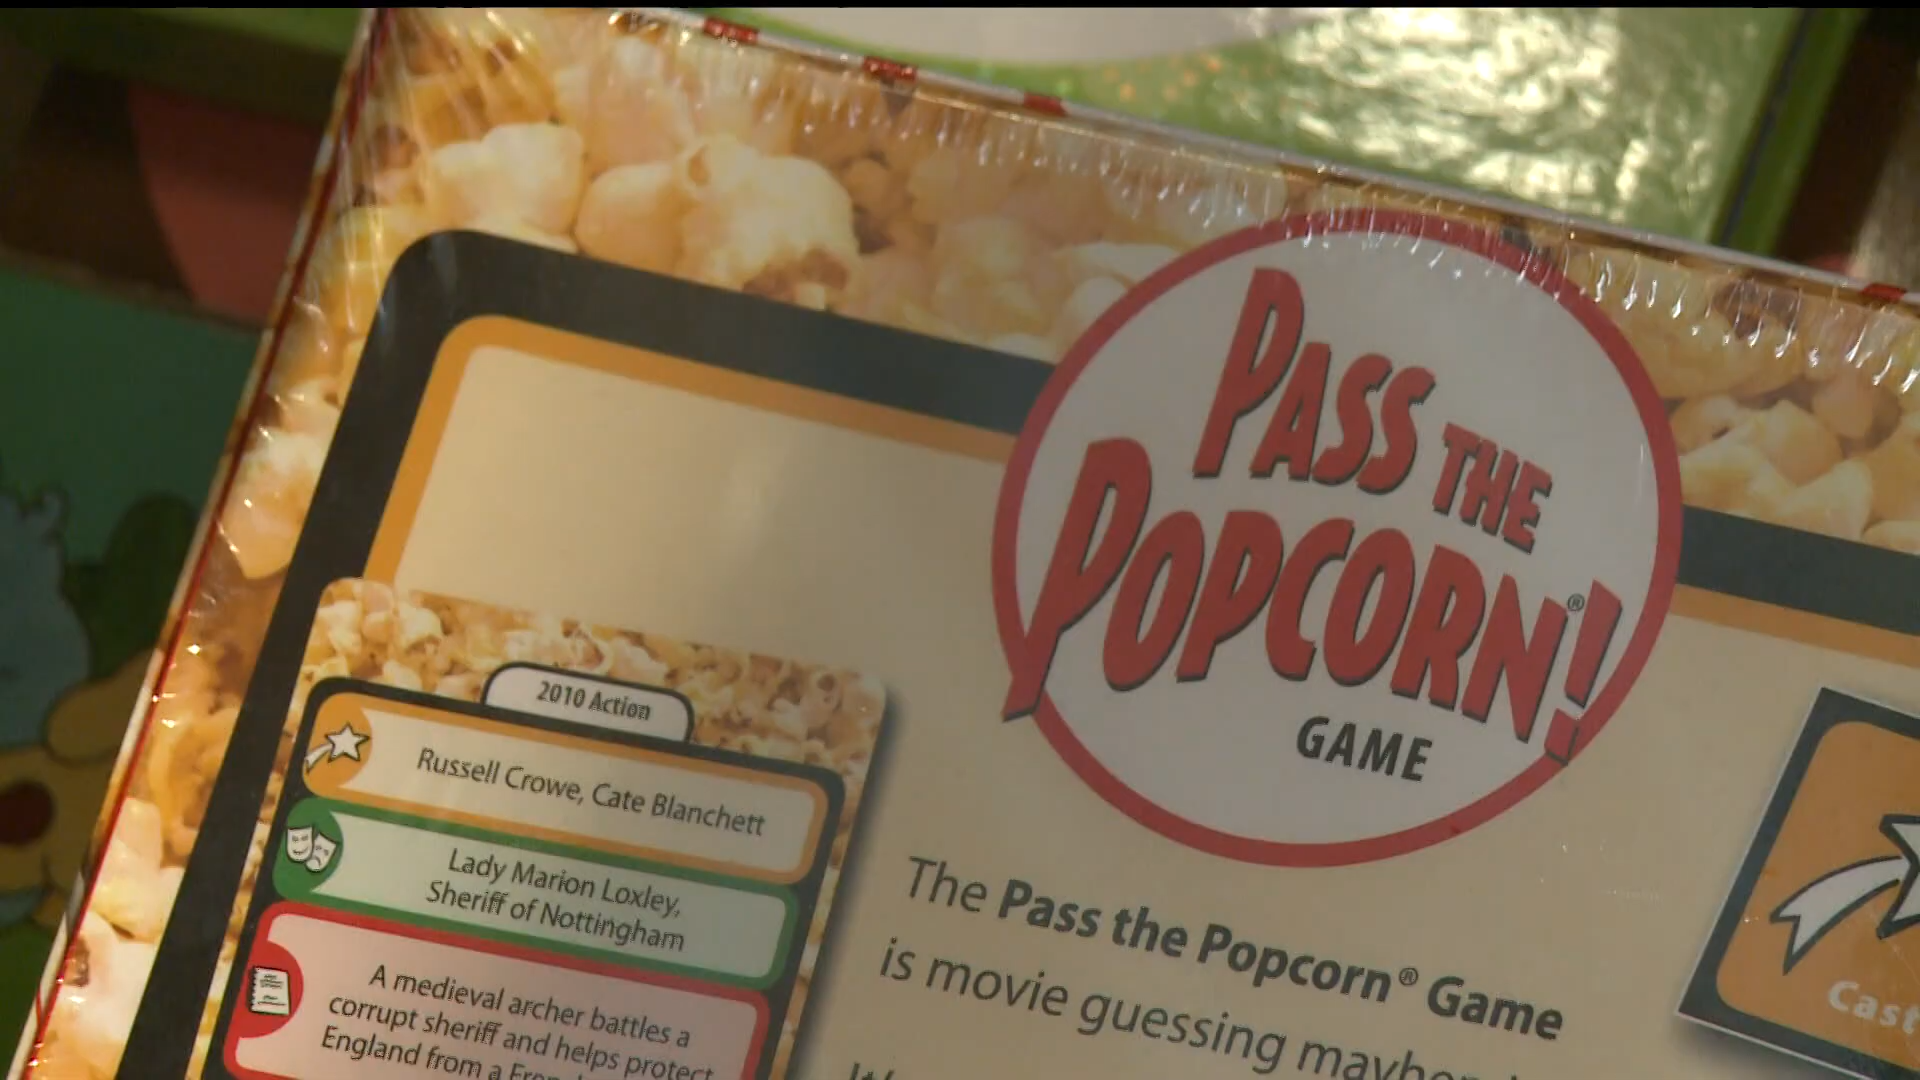 PASS THE
POPCORN!®
GAME
2010 Action
Russell Crowe, Cate Blanchett
Lady Marion Loxley,
Sheriff of Nottingham
A medieval archer battles a
corrupt sheriff and helps protect
England from a
The Pass the Popcorn® Game
is movie guessing
Cast